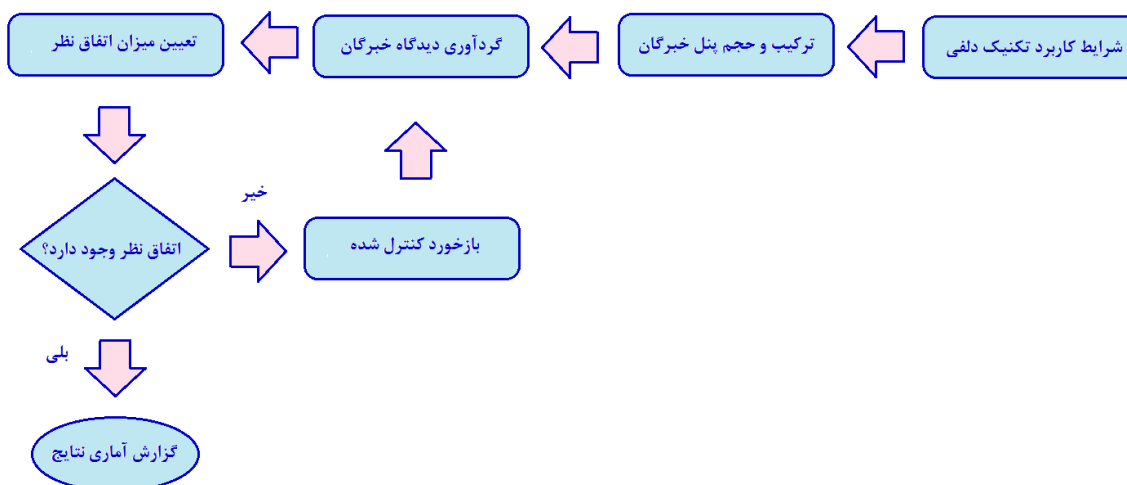 شرایط کاربرد تکنیک دلفی
ترکیب و حجم پنل خبرگان
گردآوری دیدگاه خبرگان
تعیین میزان اتفاق نظر
اتفاق نظر وجود دارد؟
خیر
بازخورد کنترل شده
بلی
گزارش آماری نتایج